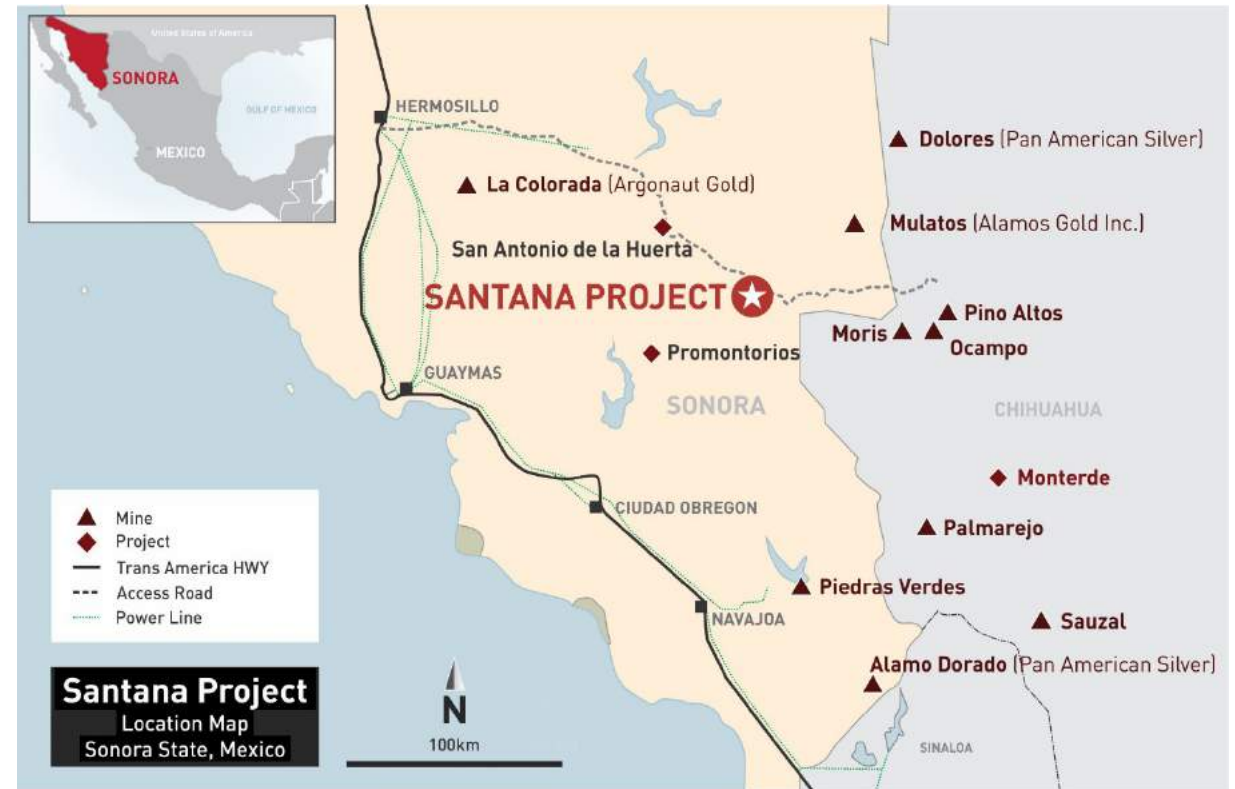 United States of America
SONORA
GULF OF MEXICO
MEXICO
HERMOSILLO
Dolores (Pan American Silver)
La Colorada (Argonaut Gold)
Mulatos (Alamos Gold Inc.)
San Antonio de la Huerta
SANTANA PROJECT
Pino Altos
Moris
Ocampo
Promontorios
GUAYMAS
SONORA
CHIHUAHUA
Monterde
CIUDAD OBREGON
Palmarejo
Mine
Project
Trans America HWY
Access Road
Power Line
Piedras Verdes
NAVAJOA
Sauzal
Alamo Dorado (Pan American Silver)
Santana Project
Location Map
Sonora State, Mexico
N
100km
SINALOA